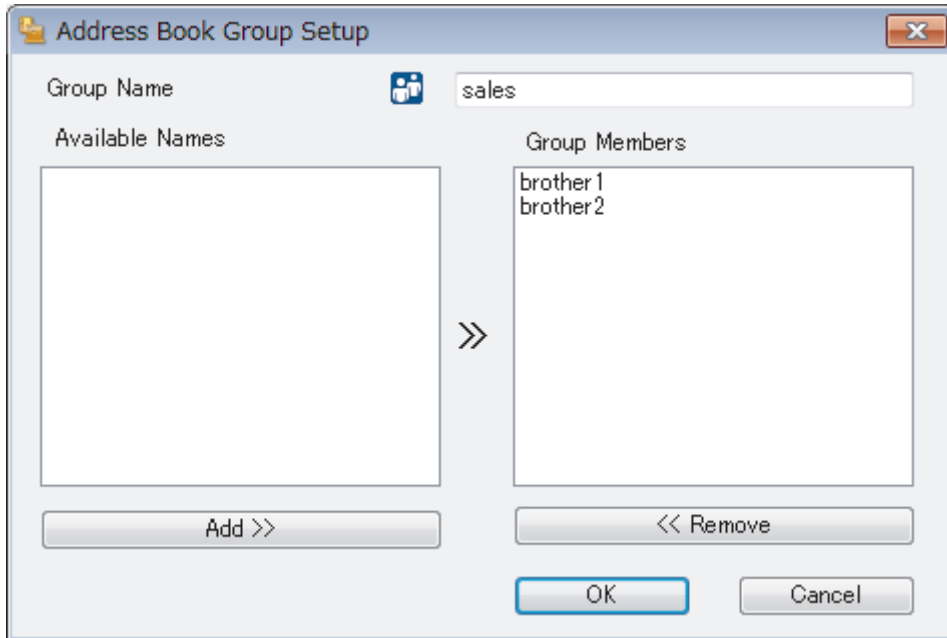 Address Book Group Setup
Group Name
sales
Available Names
Group Members
brother1
brother2
Add >>
<< Remove
OK
Cancel